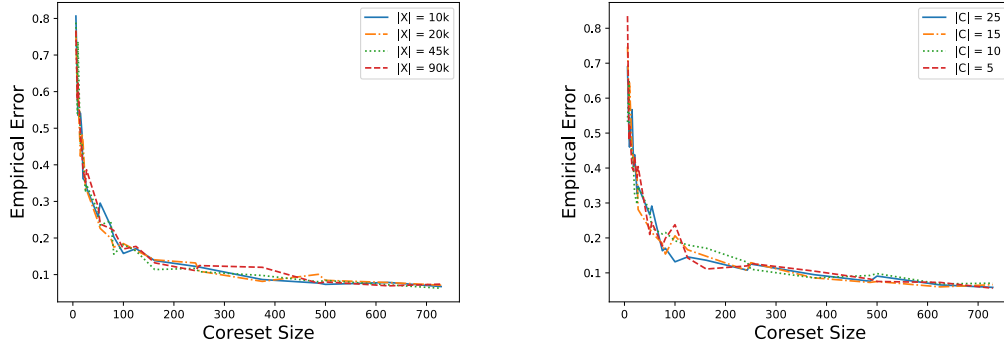 |X| = 10k
|X| = 20k
|X| = 45k
|X| = 90k
0.8
0.7
0.6
0.5
0.4
0.3
0.2
0.1
0 100 200 300 400 500 600 700
Empirical Error
Coreset Size
|C| = 25
|C| = 15
|C| = 10
|C| = 5
0.8
0.7
0.6
0.5
0.4
0.3
0.2
0.1
0 100 200 300 400 500 600 700
Empirical Error
Coreset Size